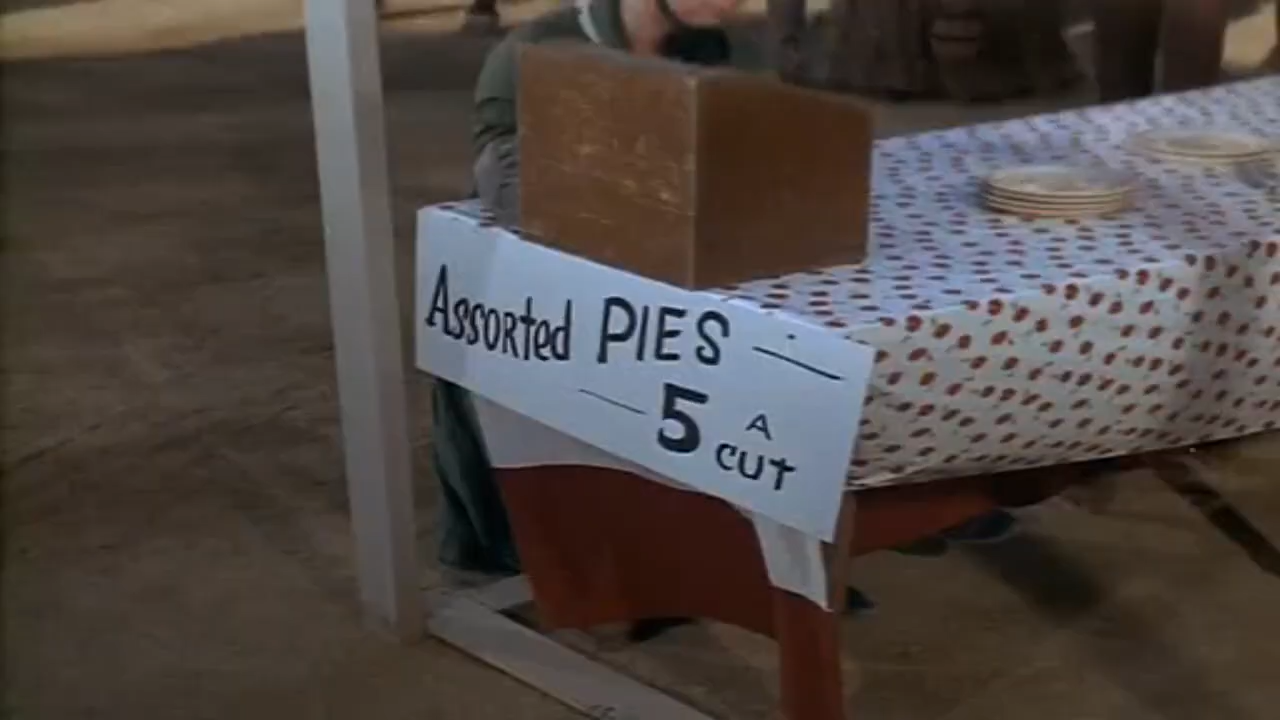 Assorted PIES —
— 5 A CUT